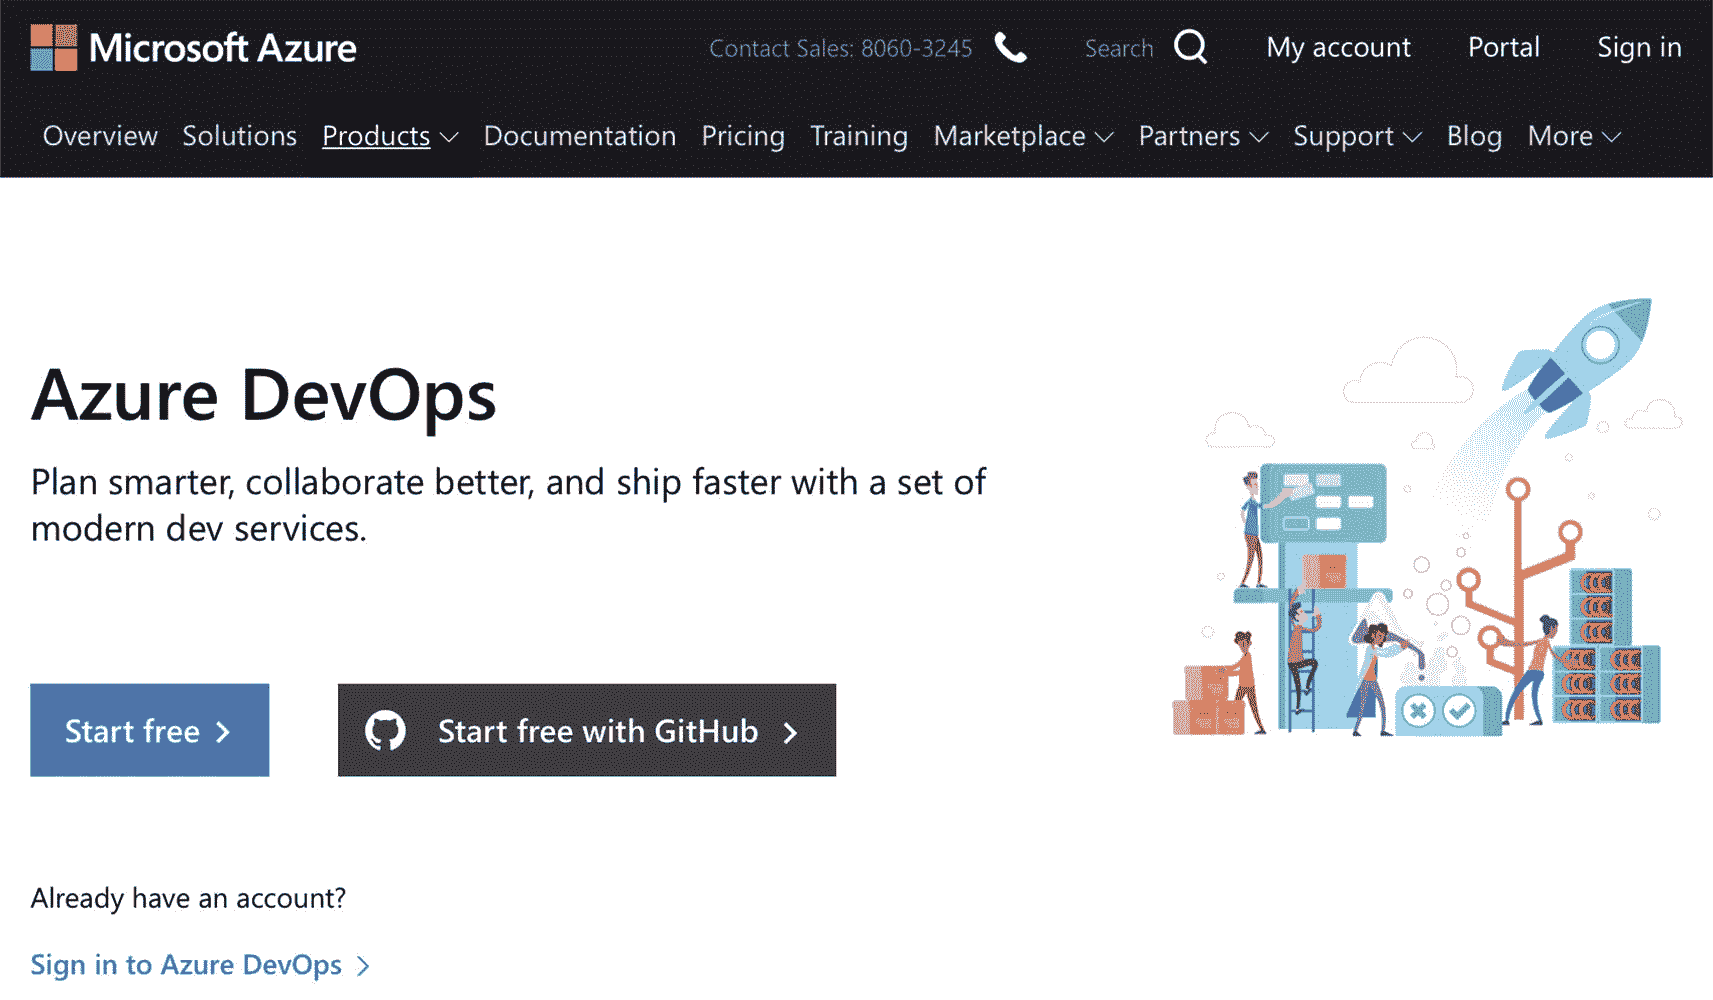 Microsoft Azure
Contact Sales: 8060-3245
Search
My account
Portal
Sign in
Overview Solutions Products Documentation Pricing Training Marketplace Partners Support Blog More
Azure DevOps
Plan smarter, collaborate better, and ship faster with a set of
modern dev services.
Start free
Start free with GitHub
Already have an account?
Sign in to Azure DevOps